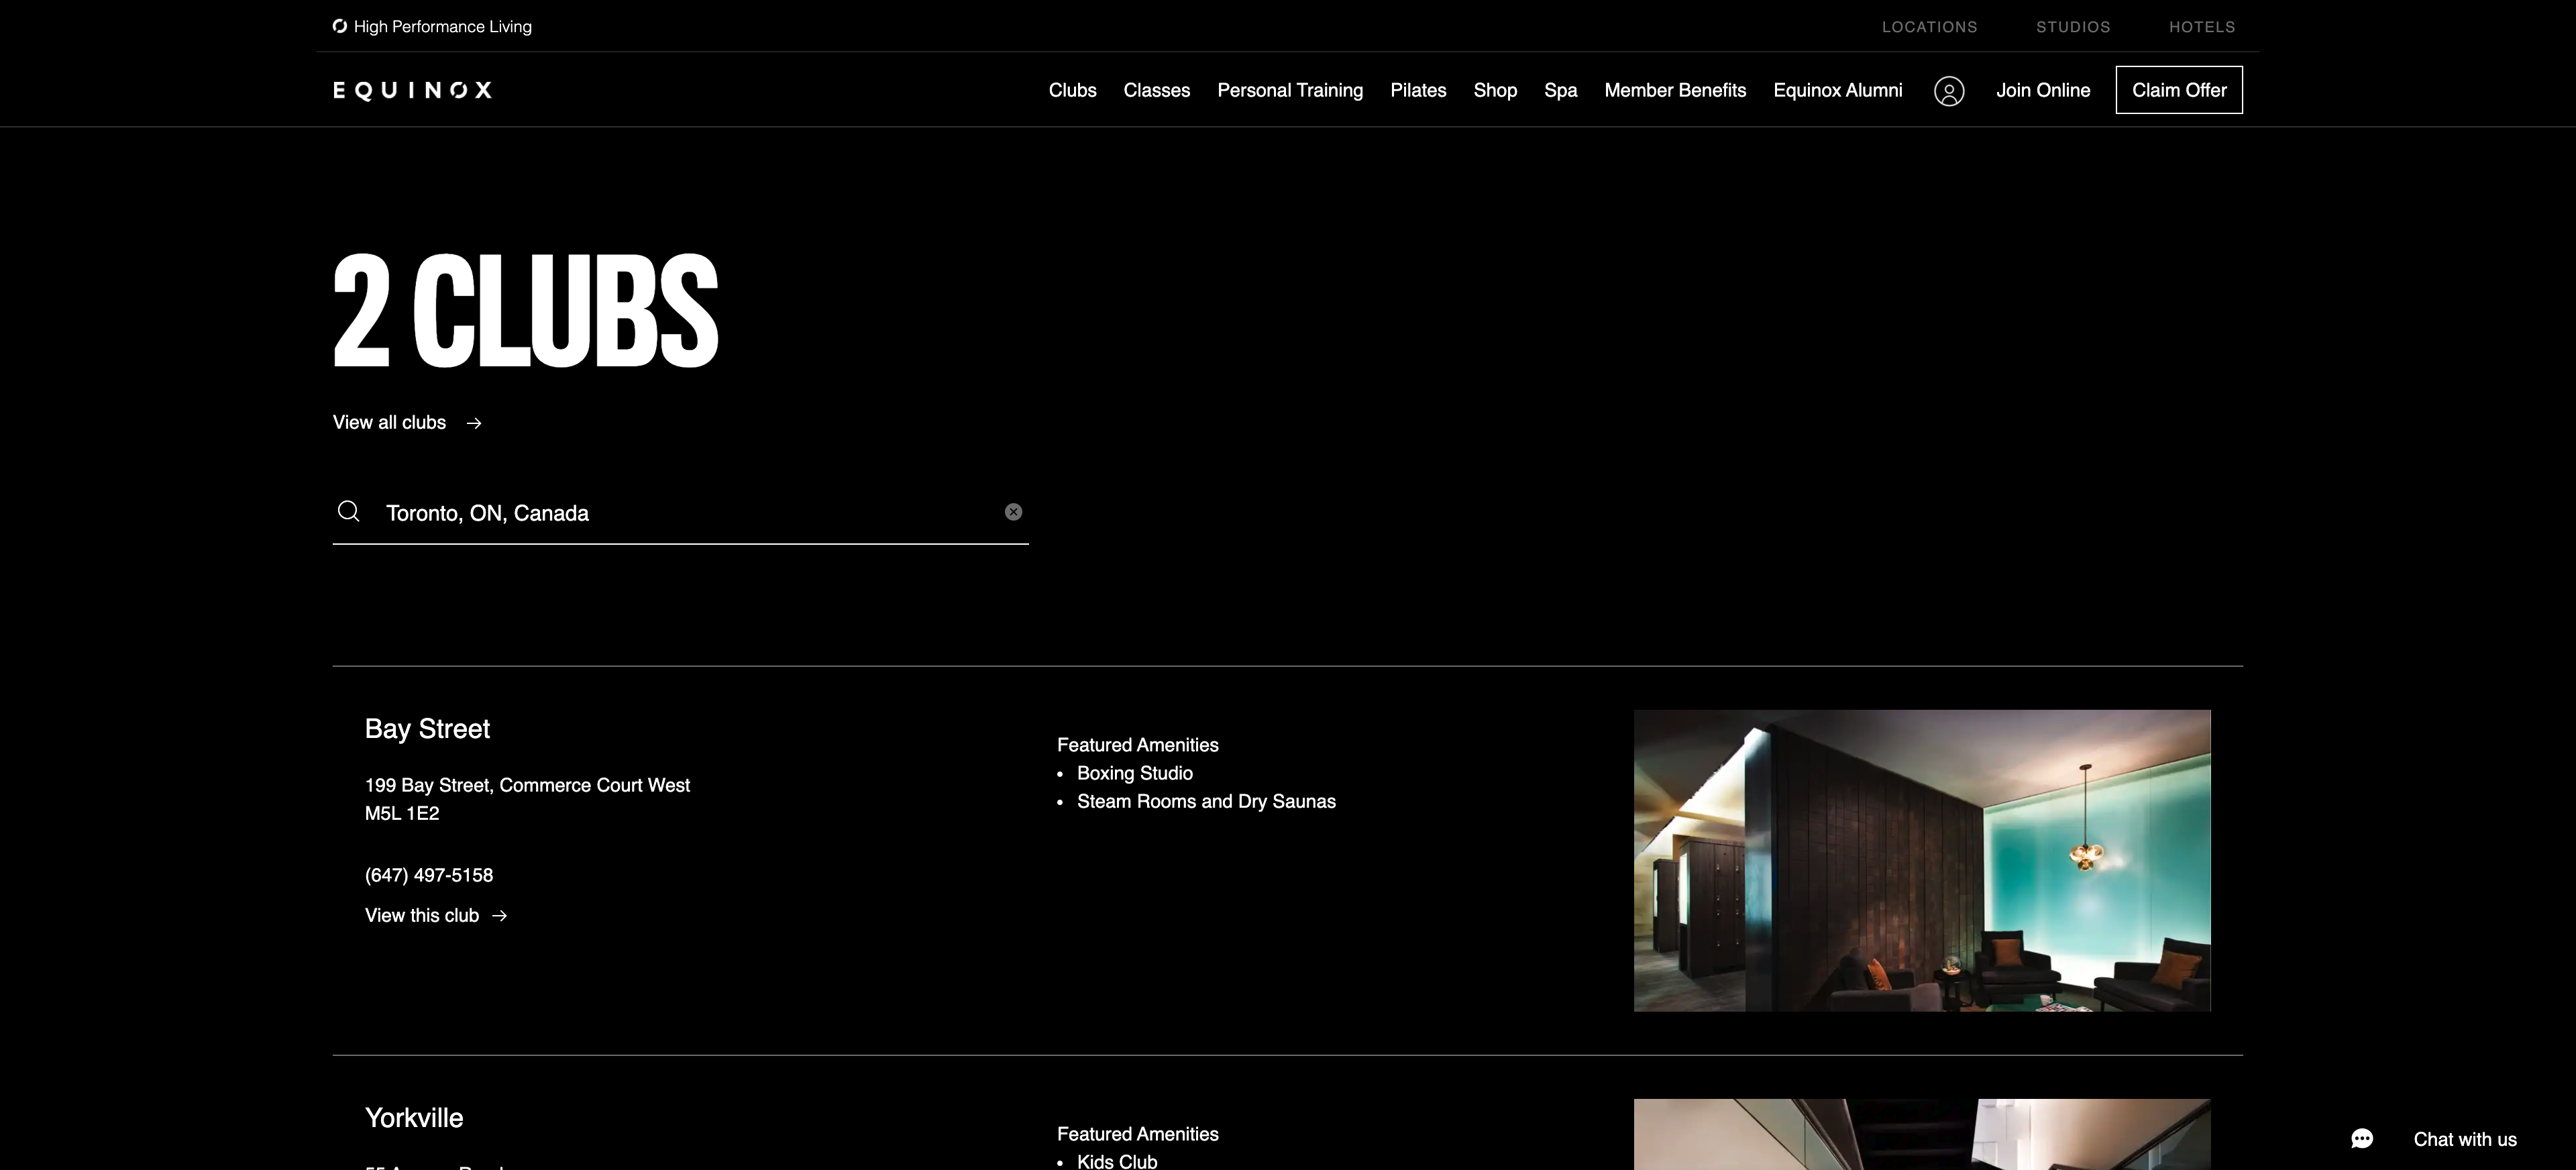 High Performance Living
LOCATIONS STUDIOS HOTELS
EQUINOX
Clubs Classes Personal Training Pilates Shop Spa Member Benefits Equinox Alumni Join Online Claim Offer
2 CLUBS
View all clubs
Toronto, ON, Canada
Bay Street
199 Bay Street, Commerce Court West
M5L 1E2
(647) 497-5158
View this club
Featured Amenities
• Boxing Studio
• Steam Rooms and Dry Saunas
Yorkville
Featured Amenities
• Kids Club
Chat with us